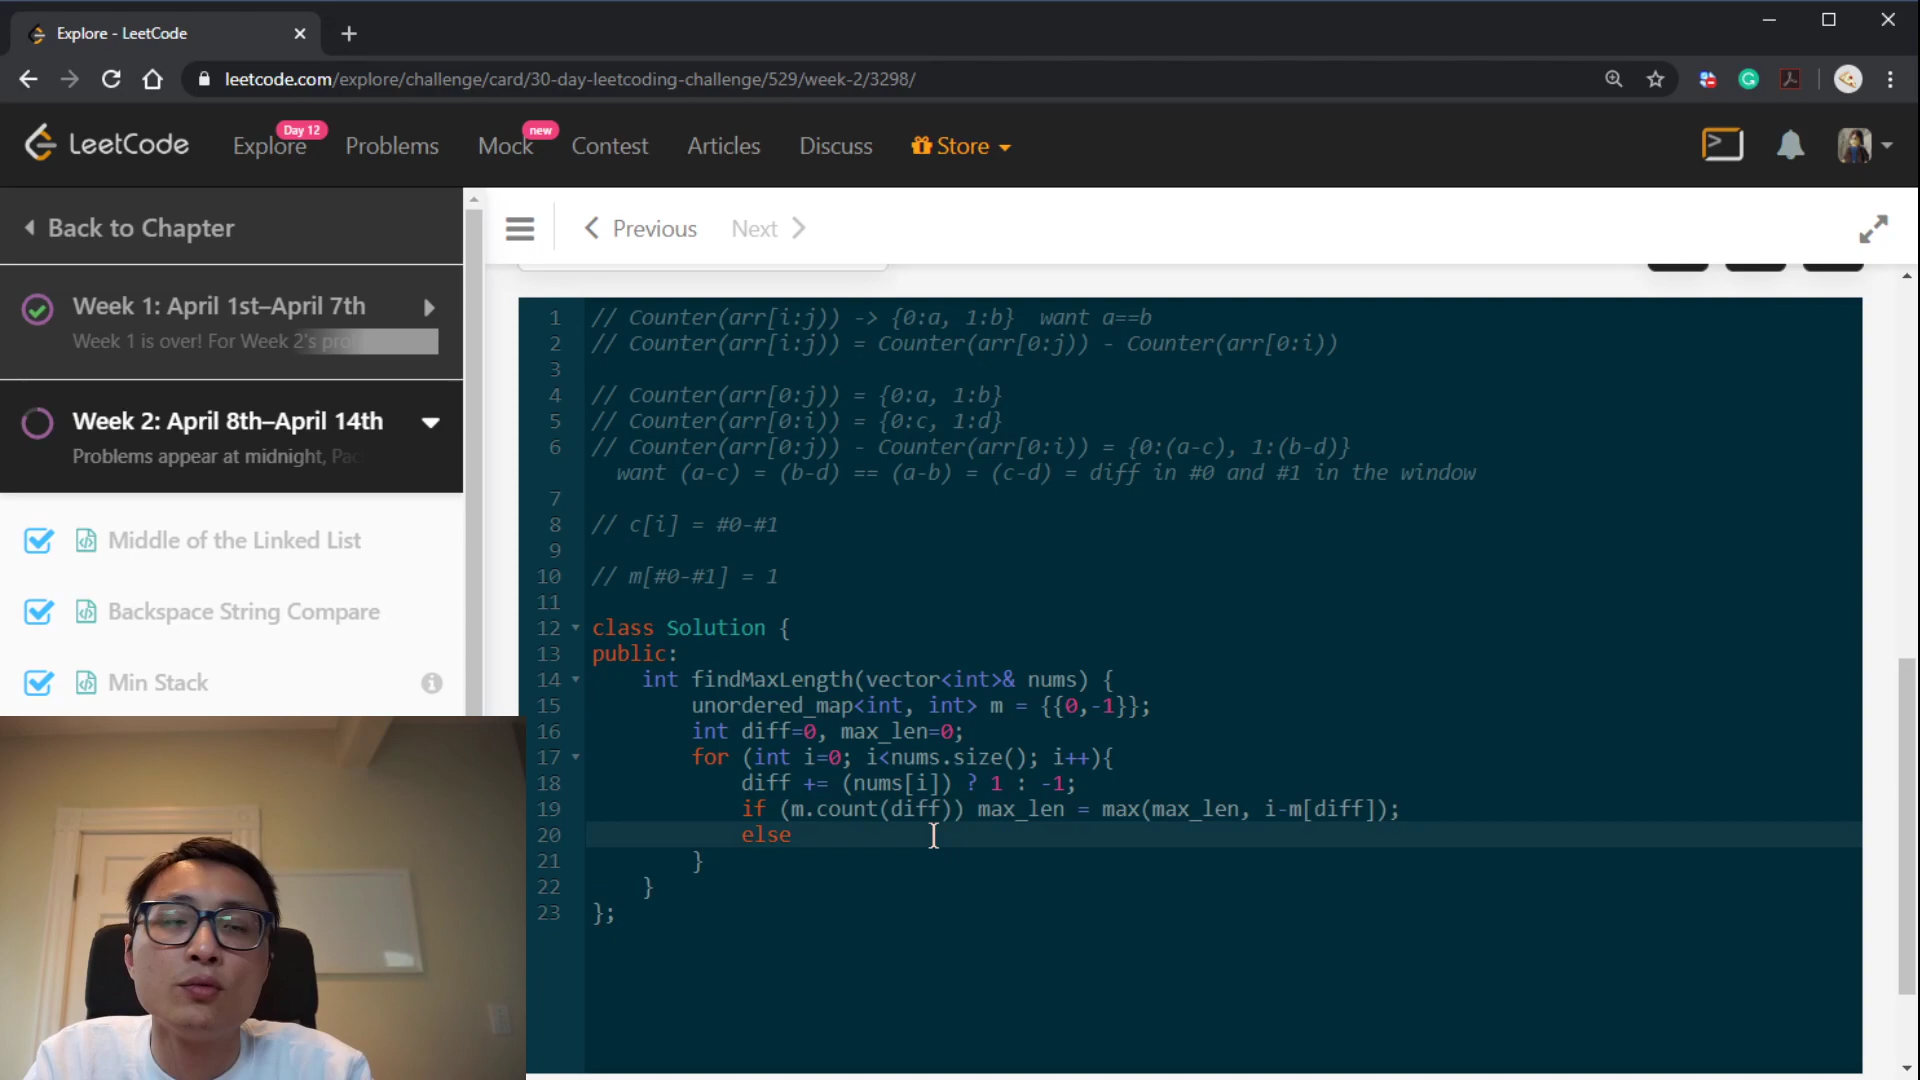 Explore - LeetCode
leetcode.com/explore/challenge/card/30-day-leetcoding-challenge/529/week-2/3298/
LeetCode
Explore
Day 12
Problems
Mock
new
Contest
Articles
Discuss
Store
Back to Chapter
Previous
Next
Week 1: April 1st–April 7th
Week 1 is over! For Week 2's pro
Week 2: April 8th–April 14th
Problems appear at midnight, Pac
Middle of the Linked List
Backspace String Compare
Min Stack
1 // Counter(arr[i:j]) -> {0:a, 1:b}  want a==b
2 // Counter(arr[i:j]) = Counter(arr[0:j]) - Counter(arr[0:i])
3
4 // Counter(arr[0:j]) = {0:a, 1:b}
5 // Counter(arr[0:i]) = {0:c, 1:d}
6 // Counter(arr[0:j]) - Counter(arr[0:i]) = {0:(a-c), 1:(b-d)}
want (a-c) = (b-d) == (a-b) = (c-d) = diff in #0 and #1 in the window
7
8 // c[i] = #0-#1
9
10 // m[#0-#1] = 1
11
12 class Solution {
13 public:
14     int findMaxLength(vector<int>& nums) {
15         unordered_map<int, int> m = {{0,-1}};
16         int diff=0, max_len=0;
17         for (int i=0; i<nums.size(); i++){
18             diff += (nums[i]) ? 1 : -1;
19             if (m.count(diff)) max_len = max(max_len, i-m[diff]);
20             else
21         }
22     }
23 };